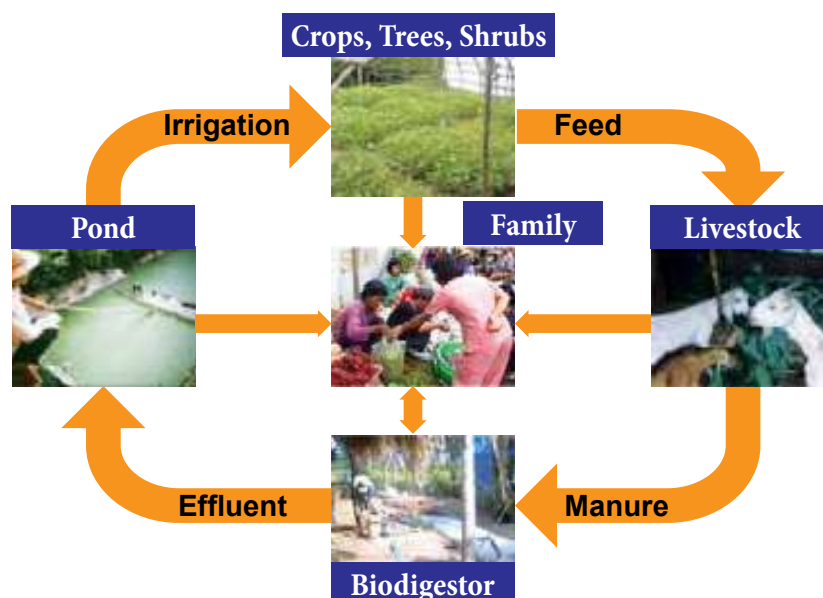 Crops, Trees, Shrubs
Irrigation
Feed
Pond
Family
Livestock
Effluent
Manure
Biodigestor